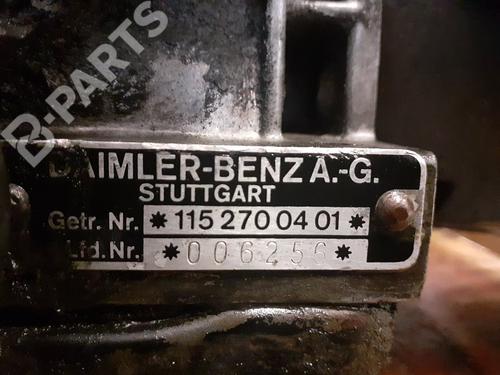 B-PARTS
DAIMLER-BENZ A.-G.
STUTTGART
Getr. Nr. *115 270 04 01*
Lfd.Nr. *006256*